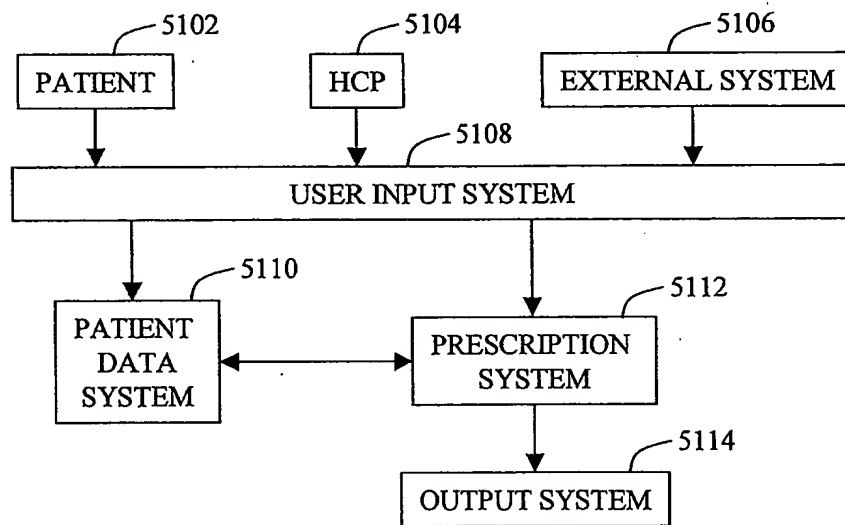 5102
5104
5106
PATIENT
HCP
EXTERNAL SYSTEM
5108
USER INPUT SYSTEM
5110
5112
PATIENT
DATA
SYSTEM
PRESCRIPTION
SYSTEM
5114
OUTPUT SYSTEM